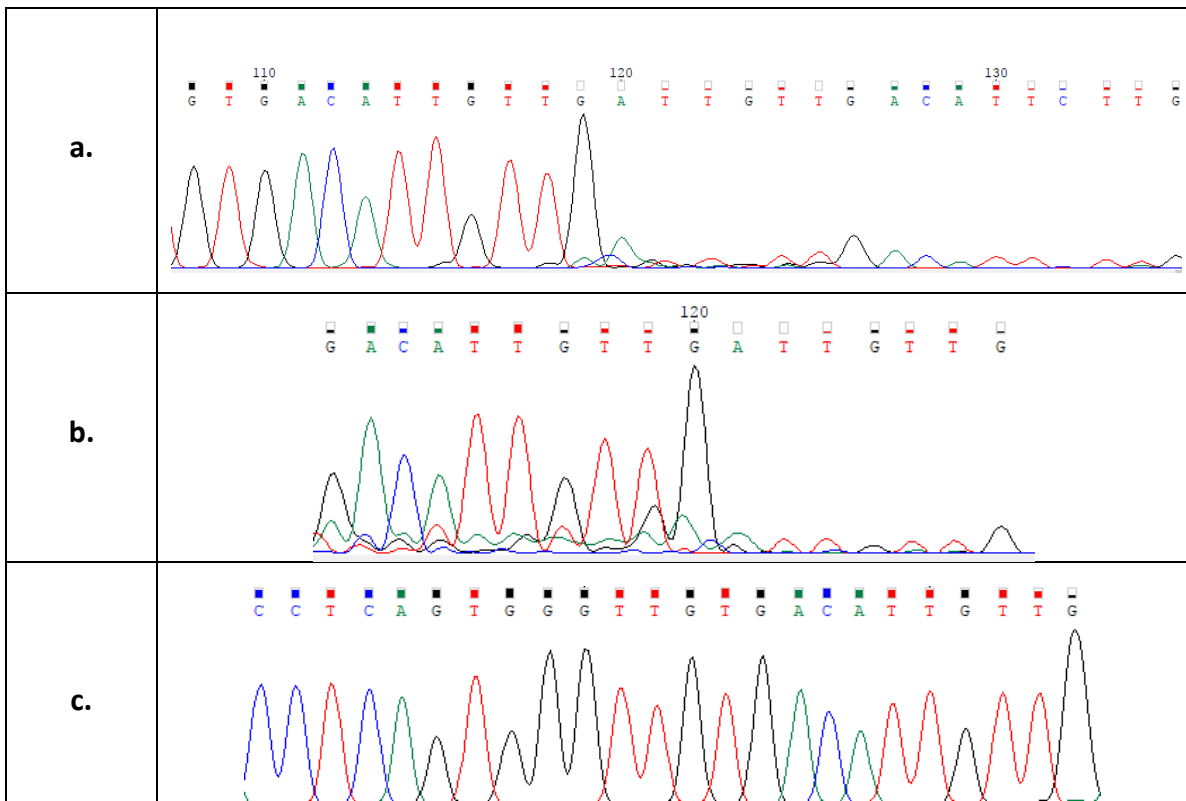 110 120 130
G T G A C A T T G T T G A T T G T T G A C A T T C T T G
a.
120
G A C A T T G T T G A T T G T T G
b.
C C T C A G T G G G T T G T G A C A T T G T T G
c.